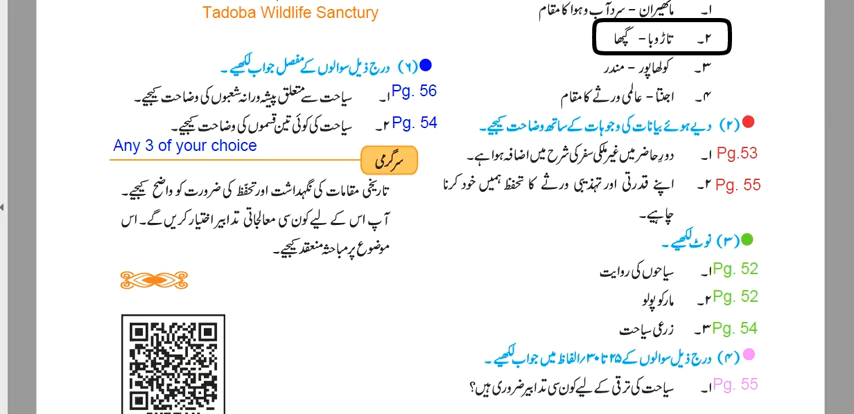 ۱۔ ماتھیران - سرد آب و ہوا کا مقام
۲۔ تاڑوبا - گپھا
۳۔ کولھاپور - مندر
۴۔ اجنتا - عالمی ورثے کا مقام
(۲) دیے ہوئے بیانات کی وجوہات کے ساتھ وضاحت کیجیے۔
۱۔ دورِ حاضر میں غیر ملکی سفر کی شرح میں اضافہ ہوا ہے۔ Pg.53
۲۔ اپنے قدرتی اور تہذیبی ورثے کا تحفظ ہمیں خود کرنا Pg. 55
چاہیے۔
(۳) نوٹ لکھیے۔
۱۔ سیاحوں کی روایت Pg. 52
۲۔ مارکو پولو Pg. 52
۳۔ زرعی سیاحت Pg. 54
(۴) درج ذیل سوالوں کے ۲۵ تا ۳۰ الفاظ میں جواب لکھیے۔
۱۔ سیاحت کی ترقی کے لیے کون سی تدابیر ضروری ہیں؟ Pg. 55
Tadoba Wildlife Sanctury
(۶) درج ذیل سوالوں کے مفصل جواب لکھیے۔
۱۔ سیاحت سے متعلق پیشہ ورانہ شعبوں کی وضاحت کیجیے۔ Pg. 56
۲۔ سیاحت کی کوئی تین قسموں کی وضاحت کیجیے۔ Pg. 54
Any 3 of your choice
سرگرمی
تاریخی مقامات کی نگہداشت اور تحفظ کی ضرورت کو واضح کیجیے۔
آپ اس کے لیے کون سی معالجاتی تدابیر اختیار کریں گے۔ اس
موضوع پر مباحثہ منعقد کیجیے۔